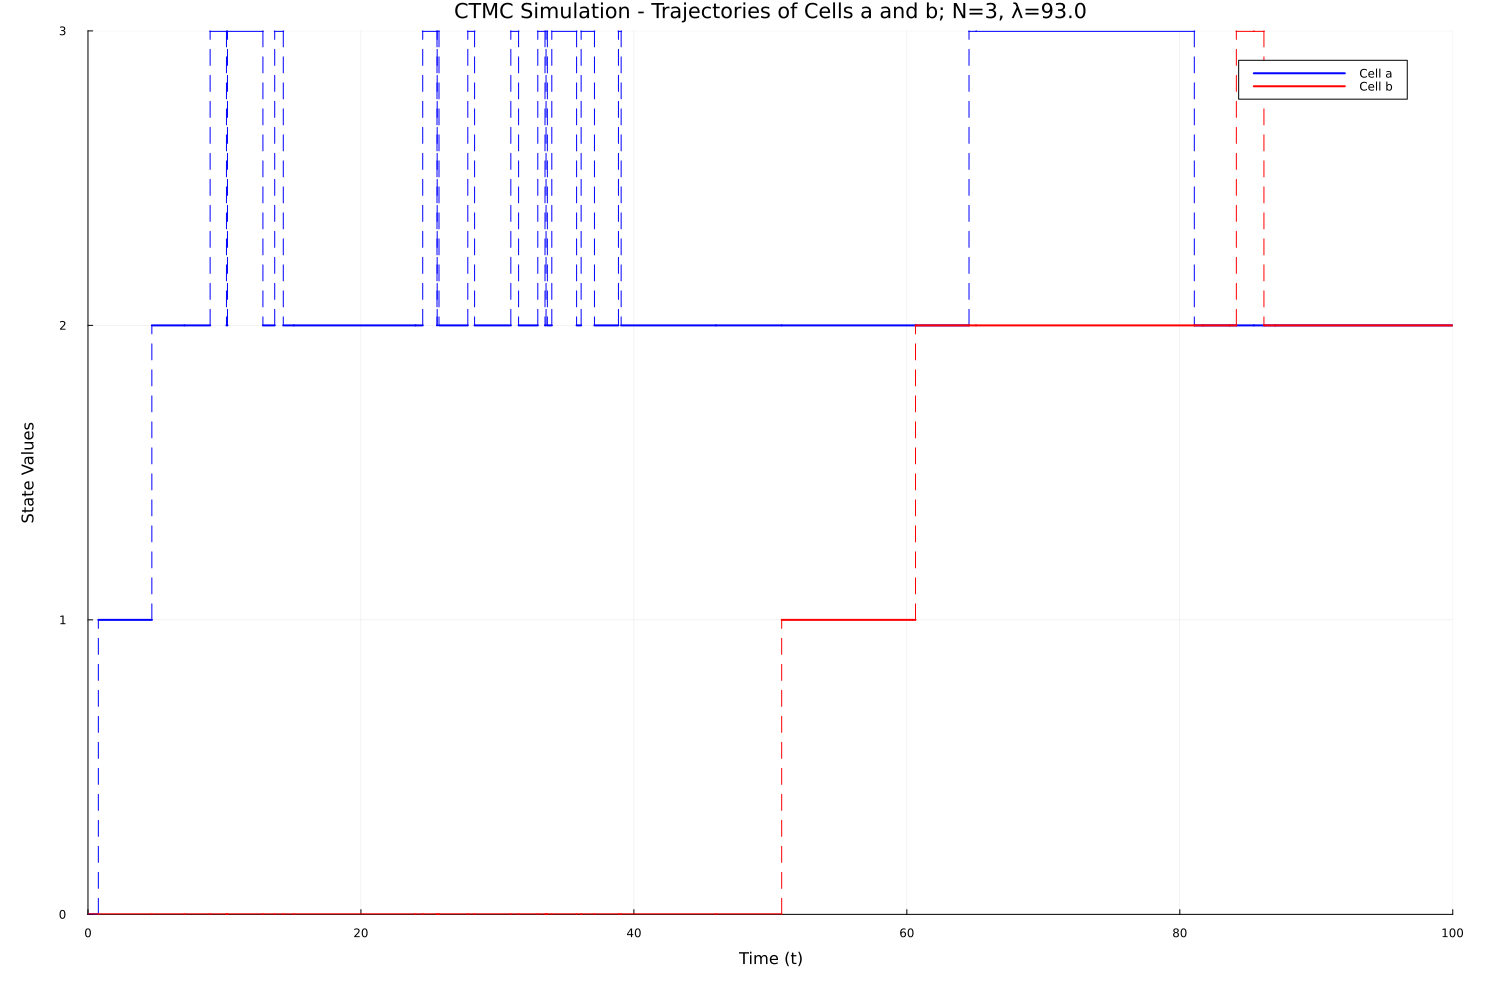 CTMC Simulation - Trajectories of Cells a and b; N=3, λ=93.0
3
Cell a
Cell b
2
State Values
1
0
0 20 40 60 80 100
Time (t)